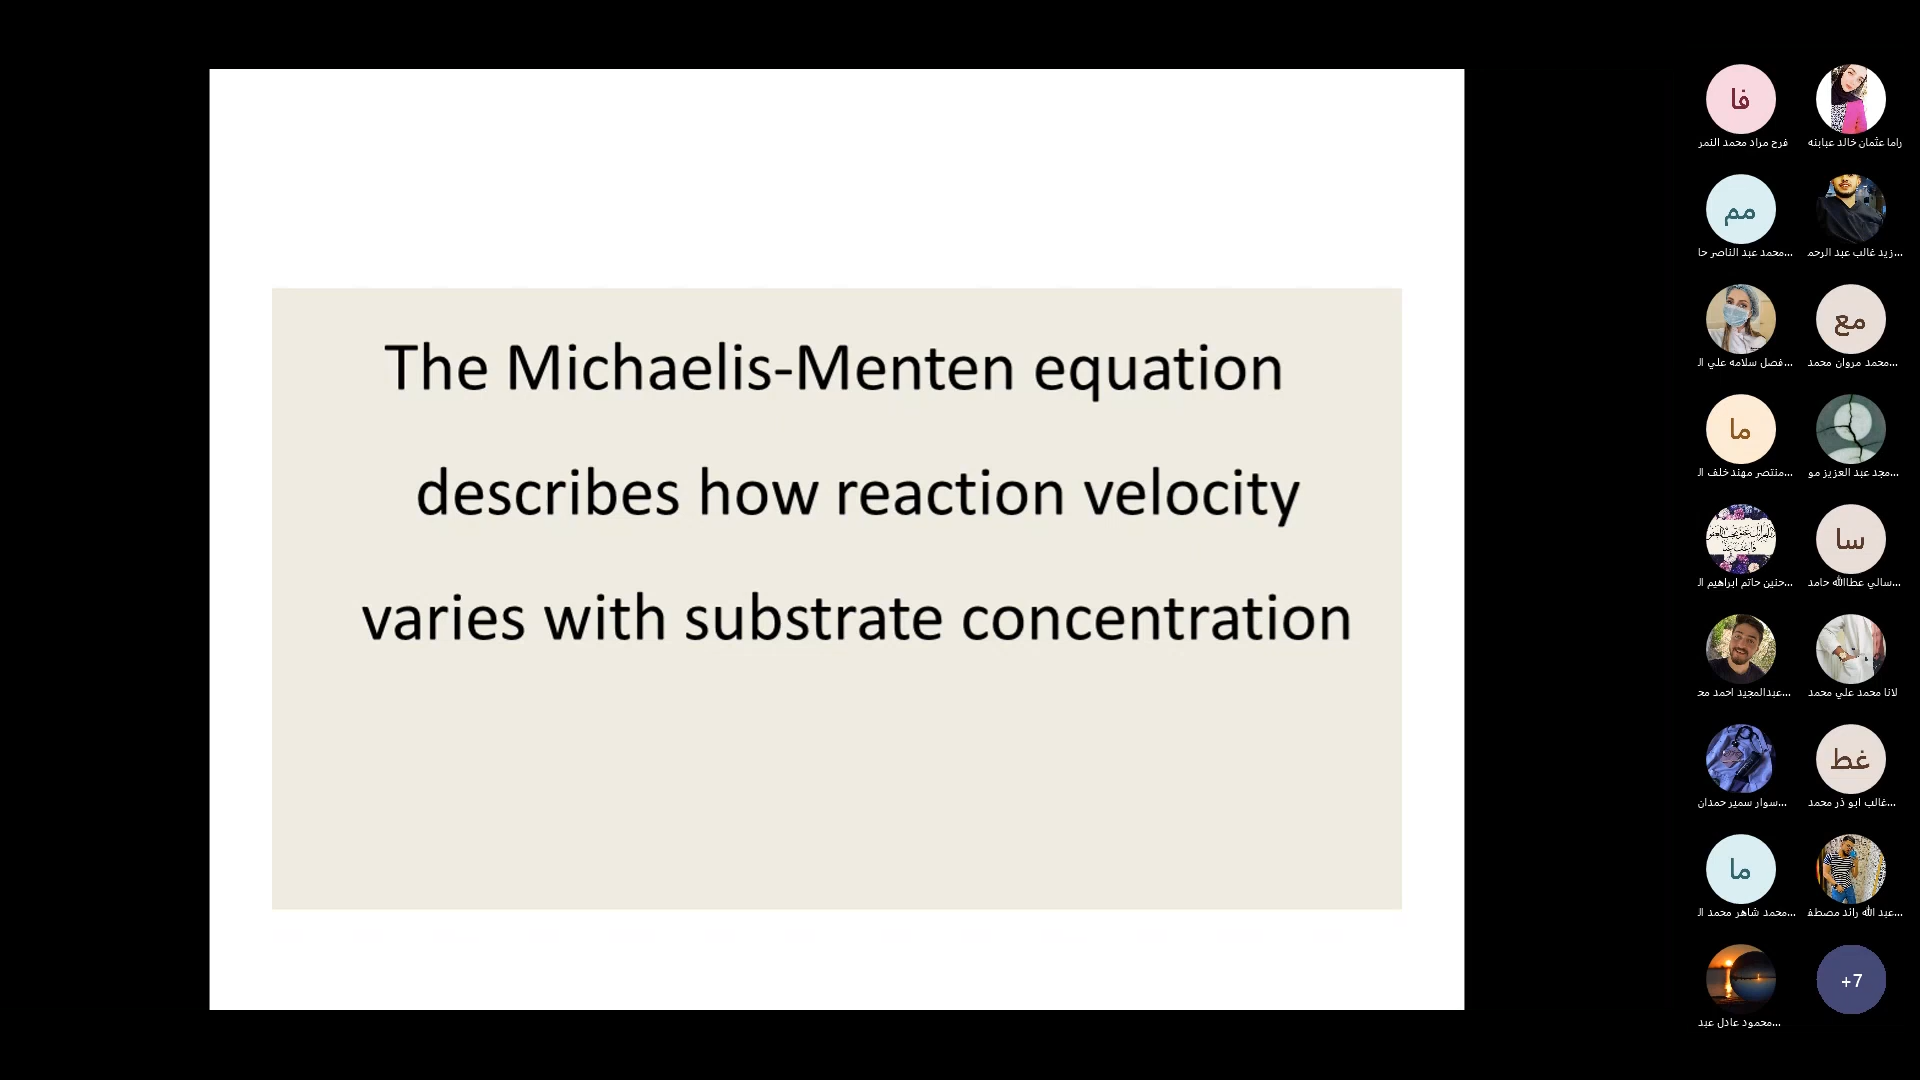 The Michaelis-Menten equation
describes how reaction velocity
varies with substrate concentration
فا
فرح مراد محمد النمر
راما عثمان خالد عبابنه
مم
محمد عبد الناصر حا...
زيد غالب عبد الرحم...
فصل سلامه علي ال...
مع
محمد مروان محمد...
ما
منتصر مهند خلف ال...
مجد عبد العزيز مو...
حنين حاتم ابراهيم ال...
سا
سالي عطاالله حامد...
عبدالمجيد احمد مح...
لانا محمد علي محمد
سوار سمير حمدان...
غط
غالب ابو ذر محمد...
ما
محمد شاهر محمد ال...
عبد الله رائد مصطف...
محمود عادل عبد...
+7